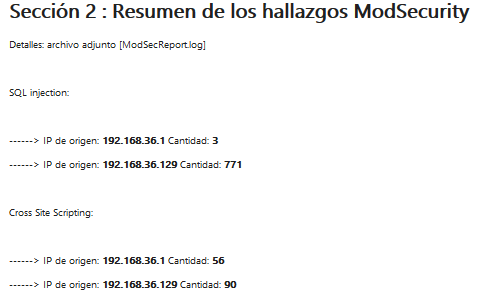 Sección 2 : Resumen de los hallazgos ModSecurity
Detalles: archivo adjunto [ModSecReport.log]
SQL injection:
------> IP de origen: 192.168.36.1 Cantidad: 3
------> IP de origen: 192.168.36.129 Cantidad: 771
Cross Site Scripting:
------> IP de origen: 192.168.36.1 Cantidad: 56
------> IP de origen: 192.168.36.129 Cantidad: 90